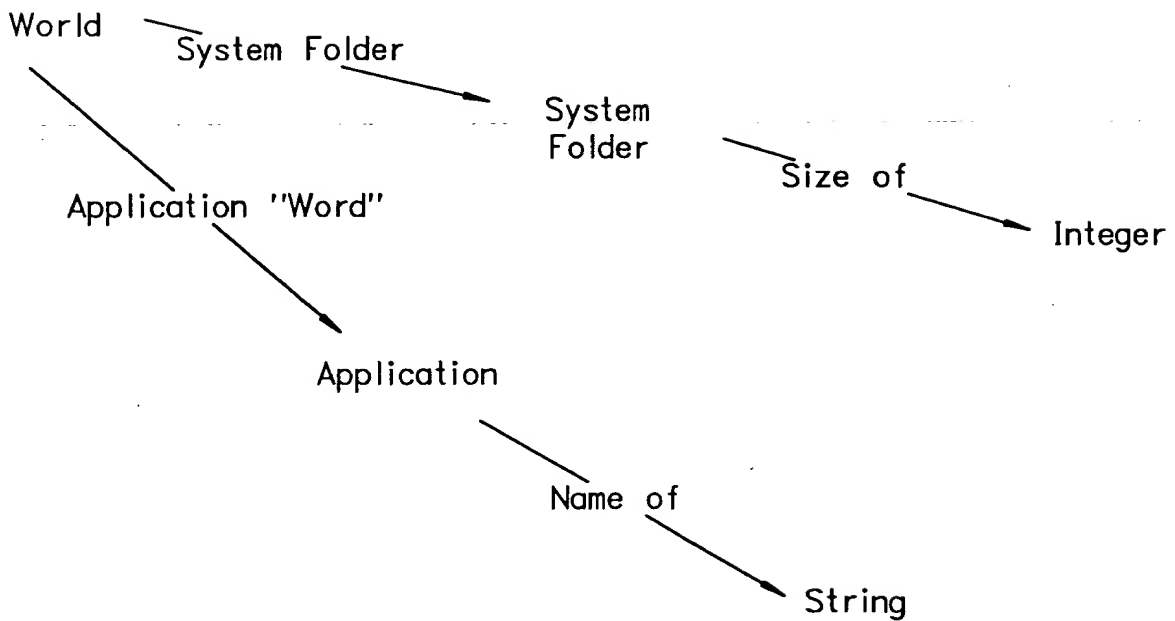 World
System Folder
System
Folder
Size of
Application "Word"
Integer
Application
Name of
String